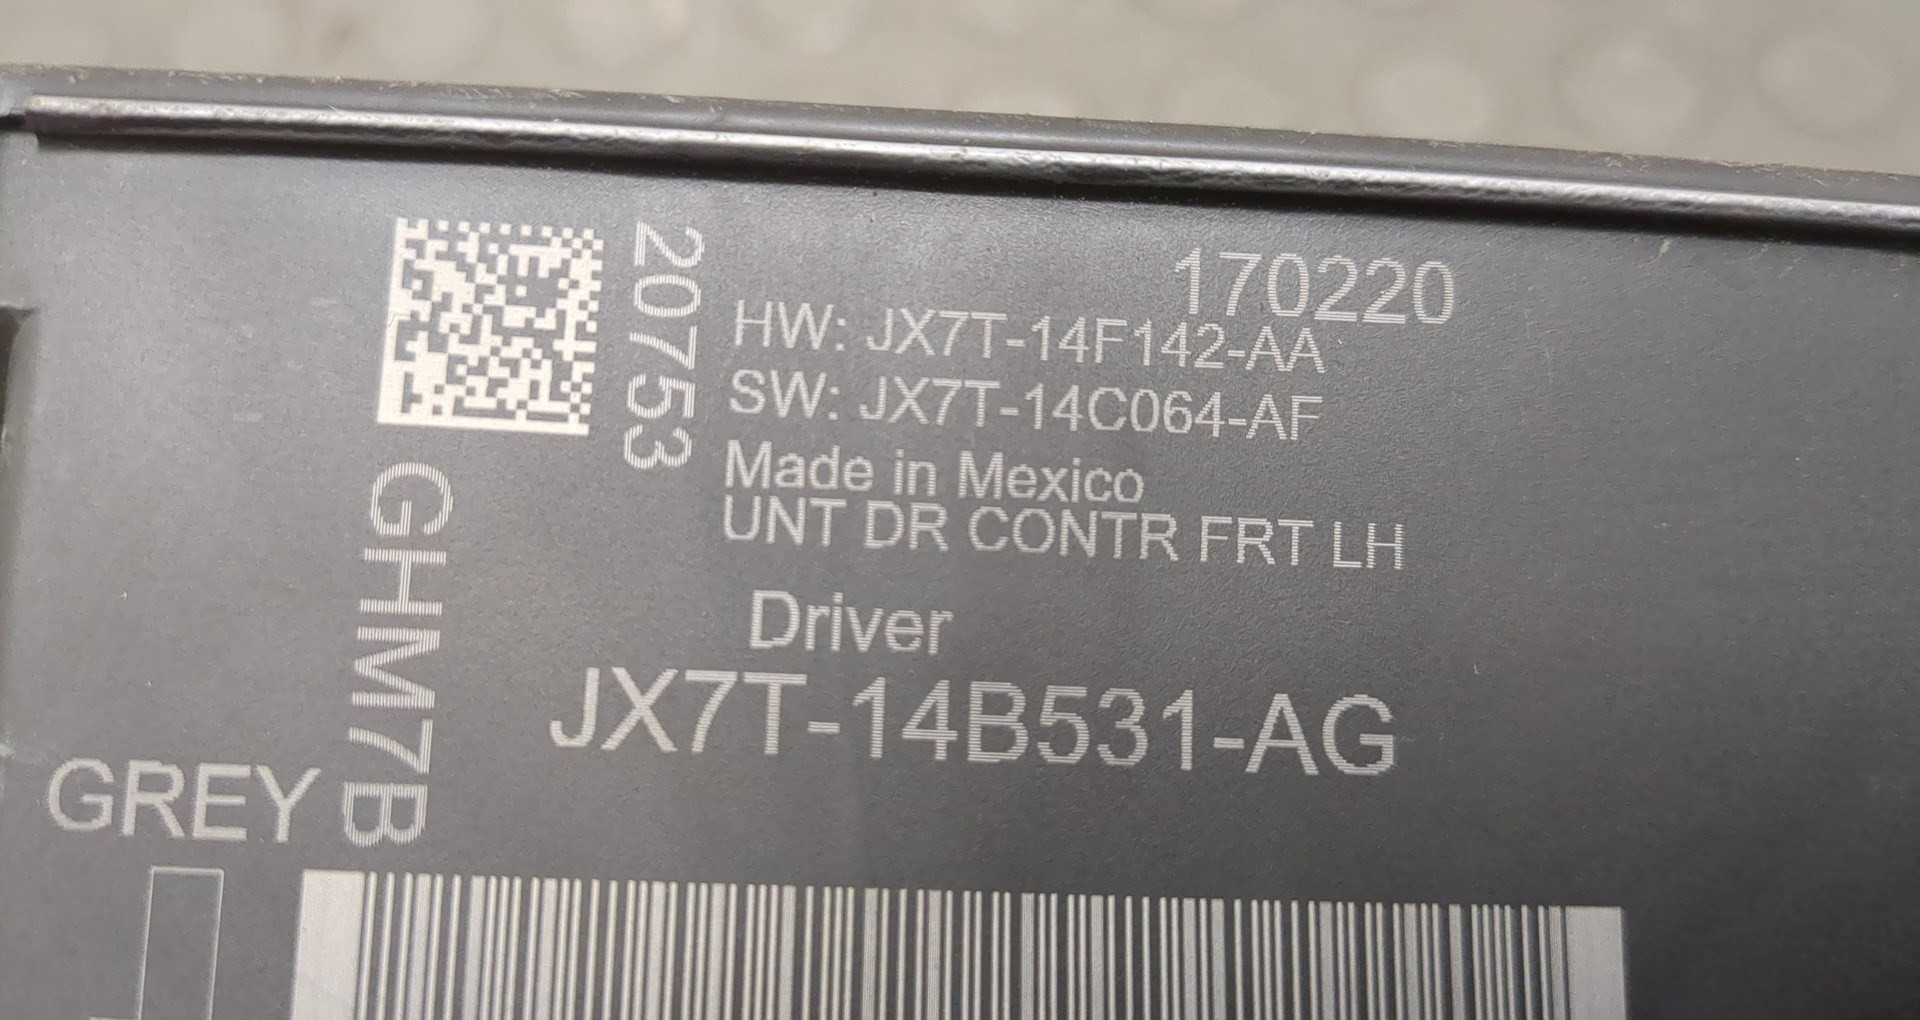 170220
20753
HW: JX7T-14F142-AA
SW: JX7T-14C064-AF
Made in Mexico
UNT DR CONTR FRT LH
Driver
JX7T-14B531-AG
GHM7B
GREY